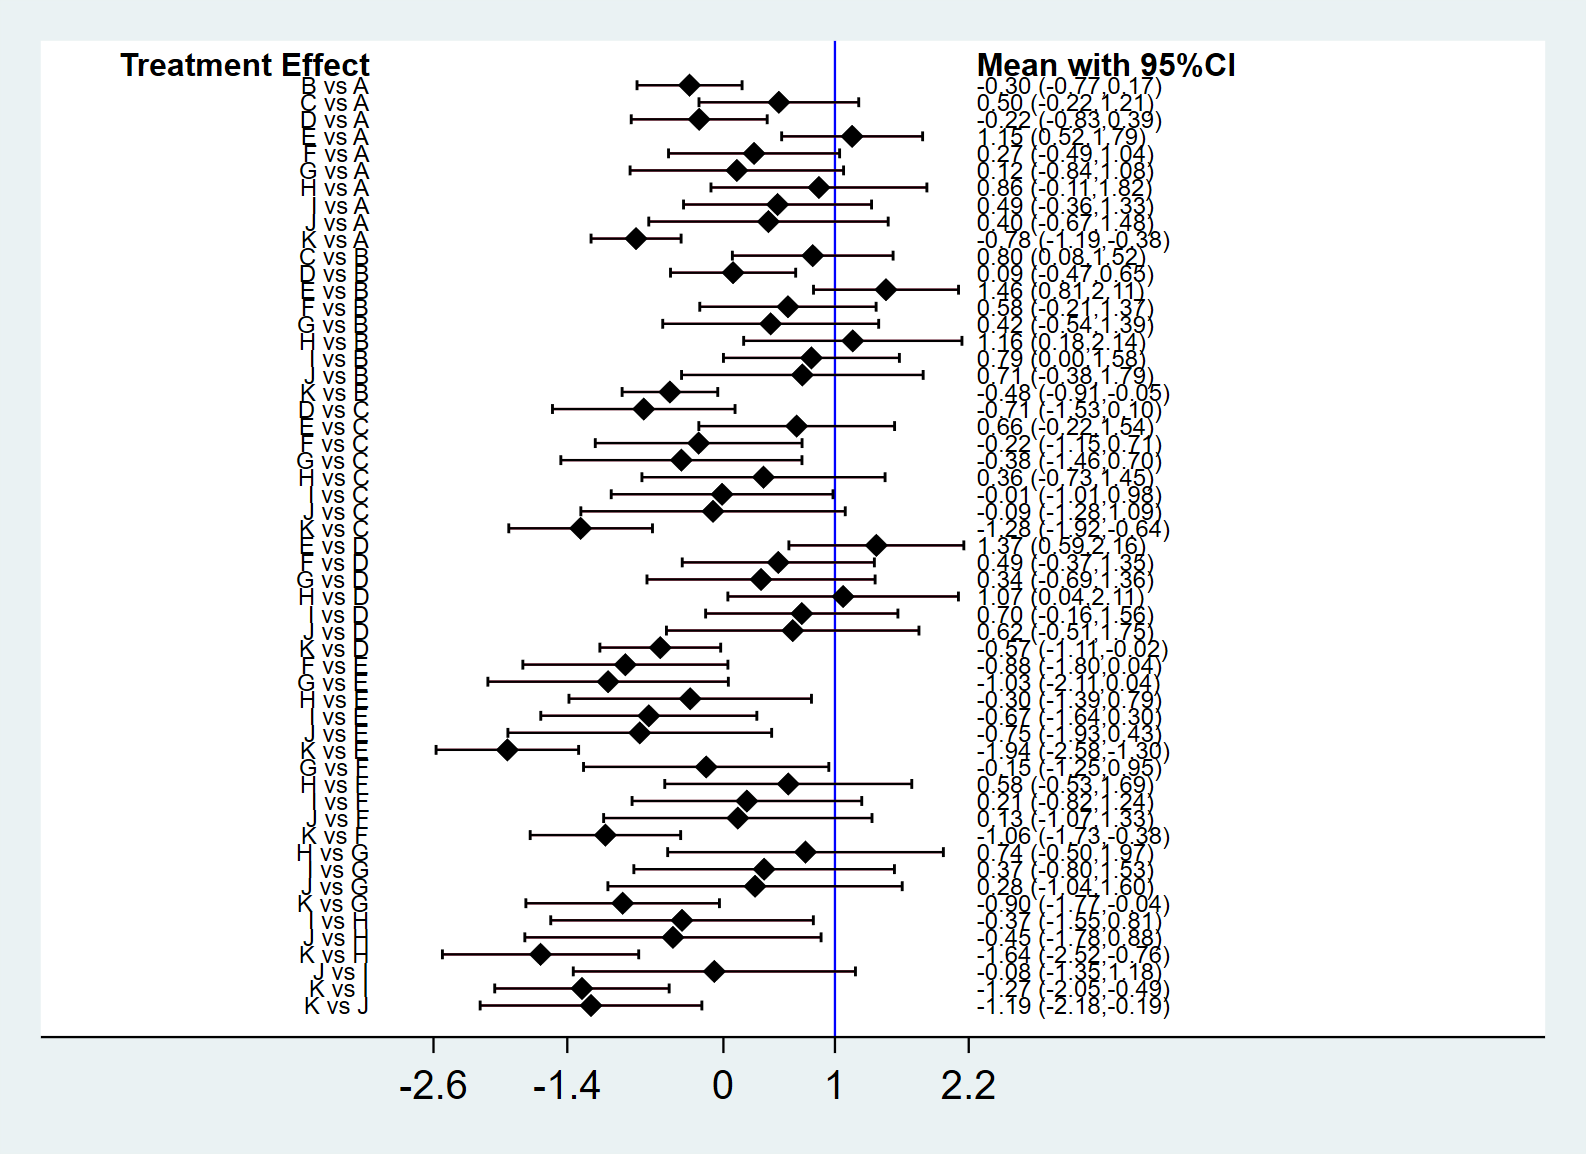 Treatment Effect Mean with 95%CI
B vs A -0.30 (-0.77,0.17)
C vs A 0.50 (-0.22,1.21)
D vs A -0.22 (-0.83,0.39)
E vs A 1.15 (0.52,1.79)
F vs A 0.27 (-0.49,1.04)
G vs A 0.12 (-0.84,1.08)
H vs A 0.86 (-0.11,1.82)
I vs A 0.49 (-0.36,1.33)
J vs A 0.40 (-0.67,1.48)
K vs A -0.78 (-1.19,-0.38)
C vs B 0.80 (0.08,1.52)
D vs B 0.09 (-0.47,0.65)
E vs B 1.46 (0.81,2.11)
F vs B 0.58 (-0.21,1.37)
G vs B 0.42 (-0.54,1.39)
H vs B 1.16 (0.18,2.14)
I vs B 0.79 (0.00,1.58)
J vs B 0.71 (-0.38,1.79)
K vs B -0.48 (-0.91,-0.05)
D vs C -0.71 (-1.53,0.10)
E vs C 0.66 (-0.22,1.54)
F vs C -0.22 (-1.15,0.71)
G vs C -0.38 (-1.46,0.70)
H vs C 0.36 (-0.73,1.45)
I vs C -0.01 (-1.01,0.98)
J vs C -0.09 (-1.28,1.09)
K vs C -1.28 (-1.92,-0.64)
E vs D 1.37 (0.59,2.16)
F vs D 0.49 (-0.37,1.35)
G vs D 0.34 (-0.69,1.36)
H vs D 1.07 (0.04,2.11)
I vs D 0.70 (-0.16,1.56)
J vs D 0.62 (-0.51,1.75)
K vs D -0.57 (-1.11,-0.02)
F vs E -0.88 (-1.80,0.04)
G vs E -1.03 (-2.11,0.04)
H vs E -0.30 (-1.39,0.79)
I vs E -0.67 (-1.64,0.30)
J vs E -0.75 (-1.93,0.43)
K vs E -1.94 (-2.58,-1.30)
G vs F -0.15 (-1.25,0.95)
H vs F 0.58 (-0.53,1.69)
I vs F 0.21 (-0.82,1.24)
J vs F 0.13 (-1.07,1.33)
K vs F -1.06 (-1.73,-0.38)
H vs G 0.74 (-0.50,1.97)
I vs G 0.37 (-0.80,1.53)
J vs G 0.28 (-1.04,1.60)
K vs G -0.90 (-1.77,-0.04)
I vs H -0.37 (-1.55,0.81)
J vs H -0.45 (-1.78,0.88)
K vs H -1.64 (-2.52,-0.76)
J vs I -0.08 (-1.35,1.18)
K vs I -1.27 (-2.05,-0.49)
K vs J -1.19 (-2.18,-0.19)
-2.6 -1.4 0 1 2.2